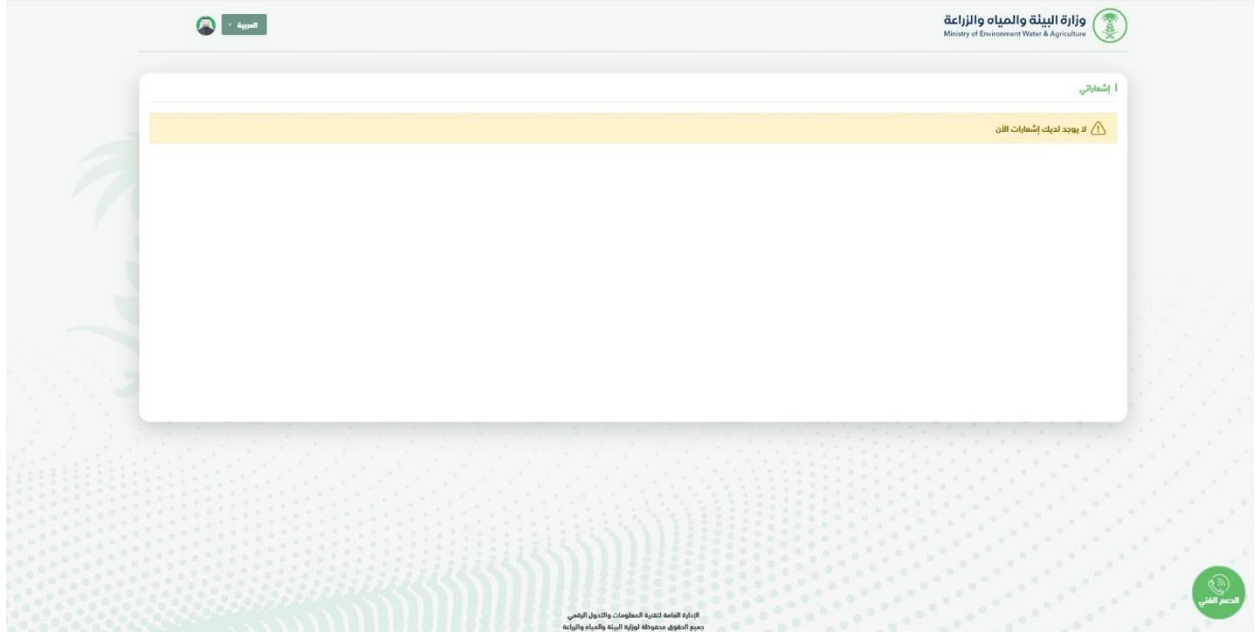 وزارة البيئة والمياه والزراعة
Ministry of Environment Water & Agriculture
العربية
إشعاراتي
لا يوجد لديك إشعارات الآن
الدعم الفني
الإدارة العامة لتقنية المعلومات والتحول الرقمي
جميع الحقوق محفوظة لوزارة البيئة والمياه والزراعة